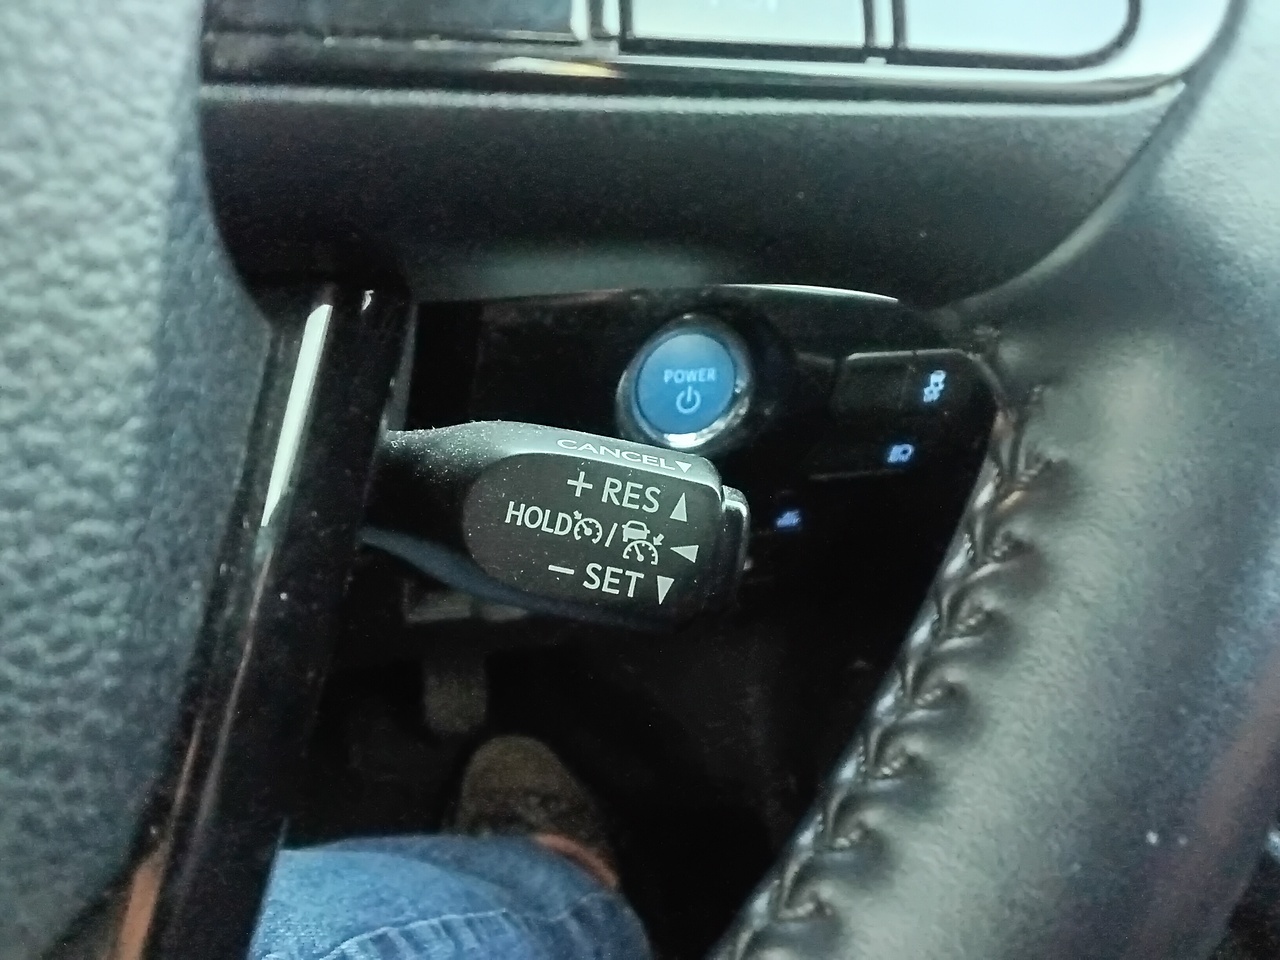 POWER
CANCEL▼
+ RES ▲
HOLD / ◀
− SET ▼